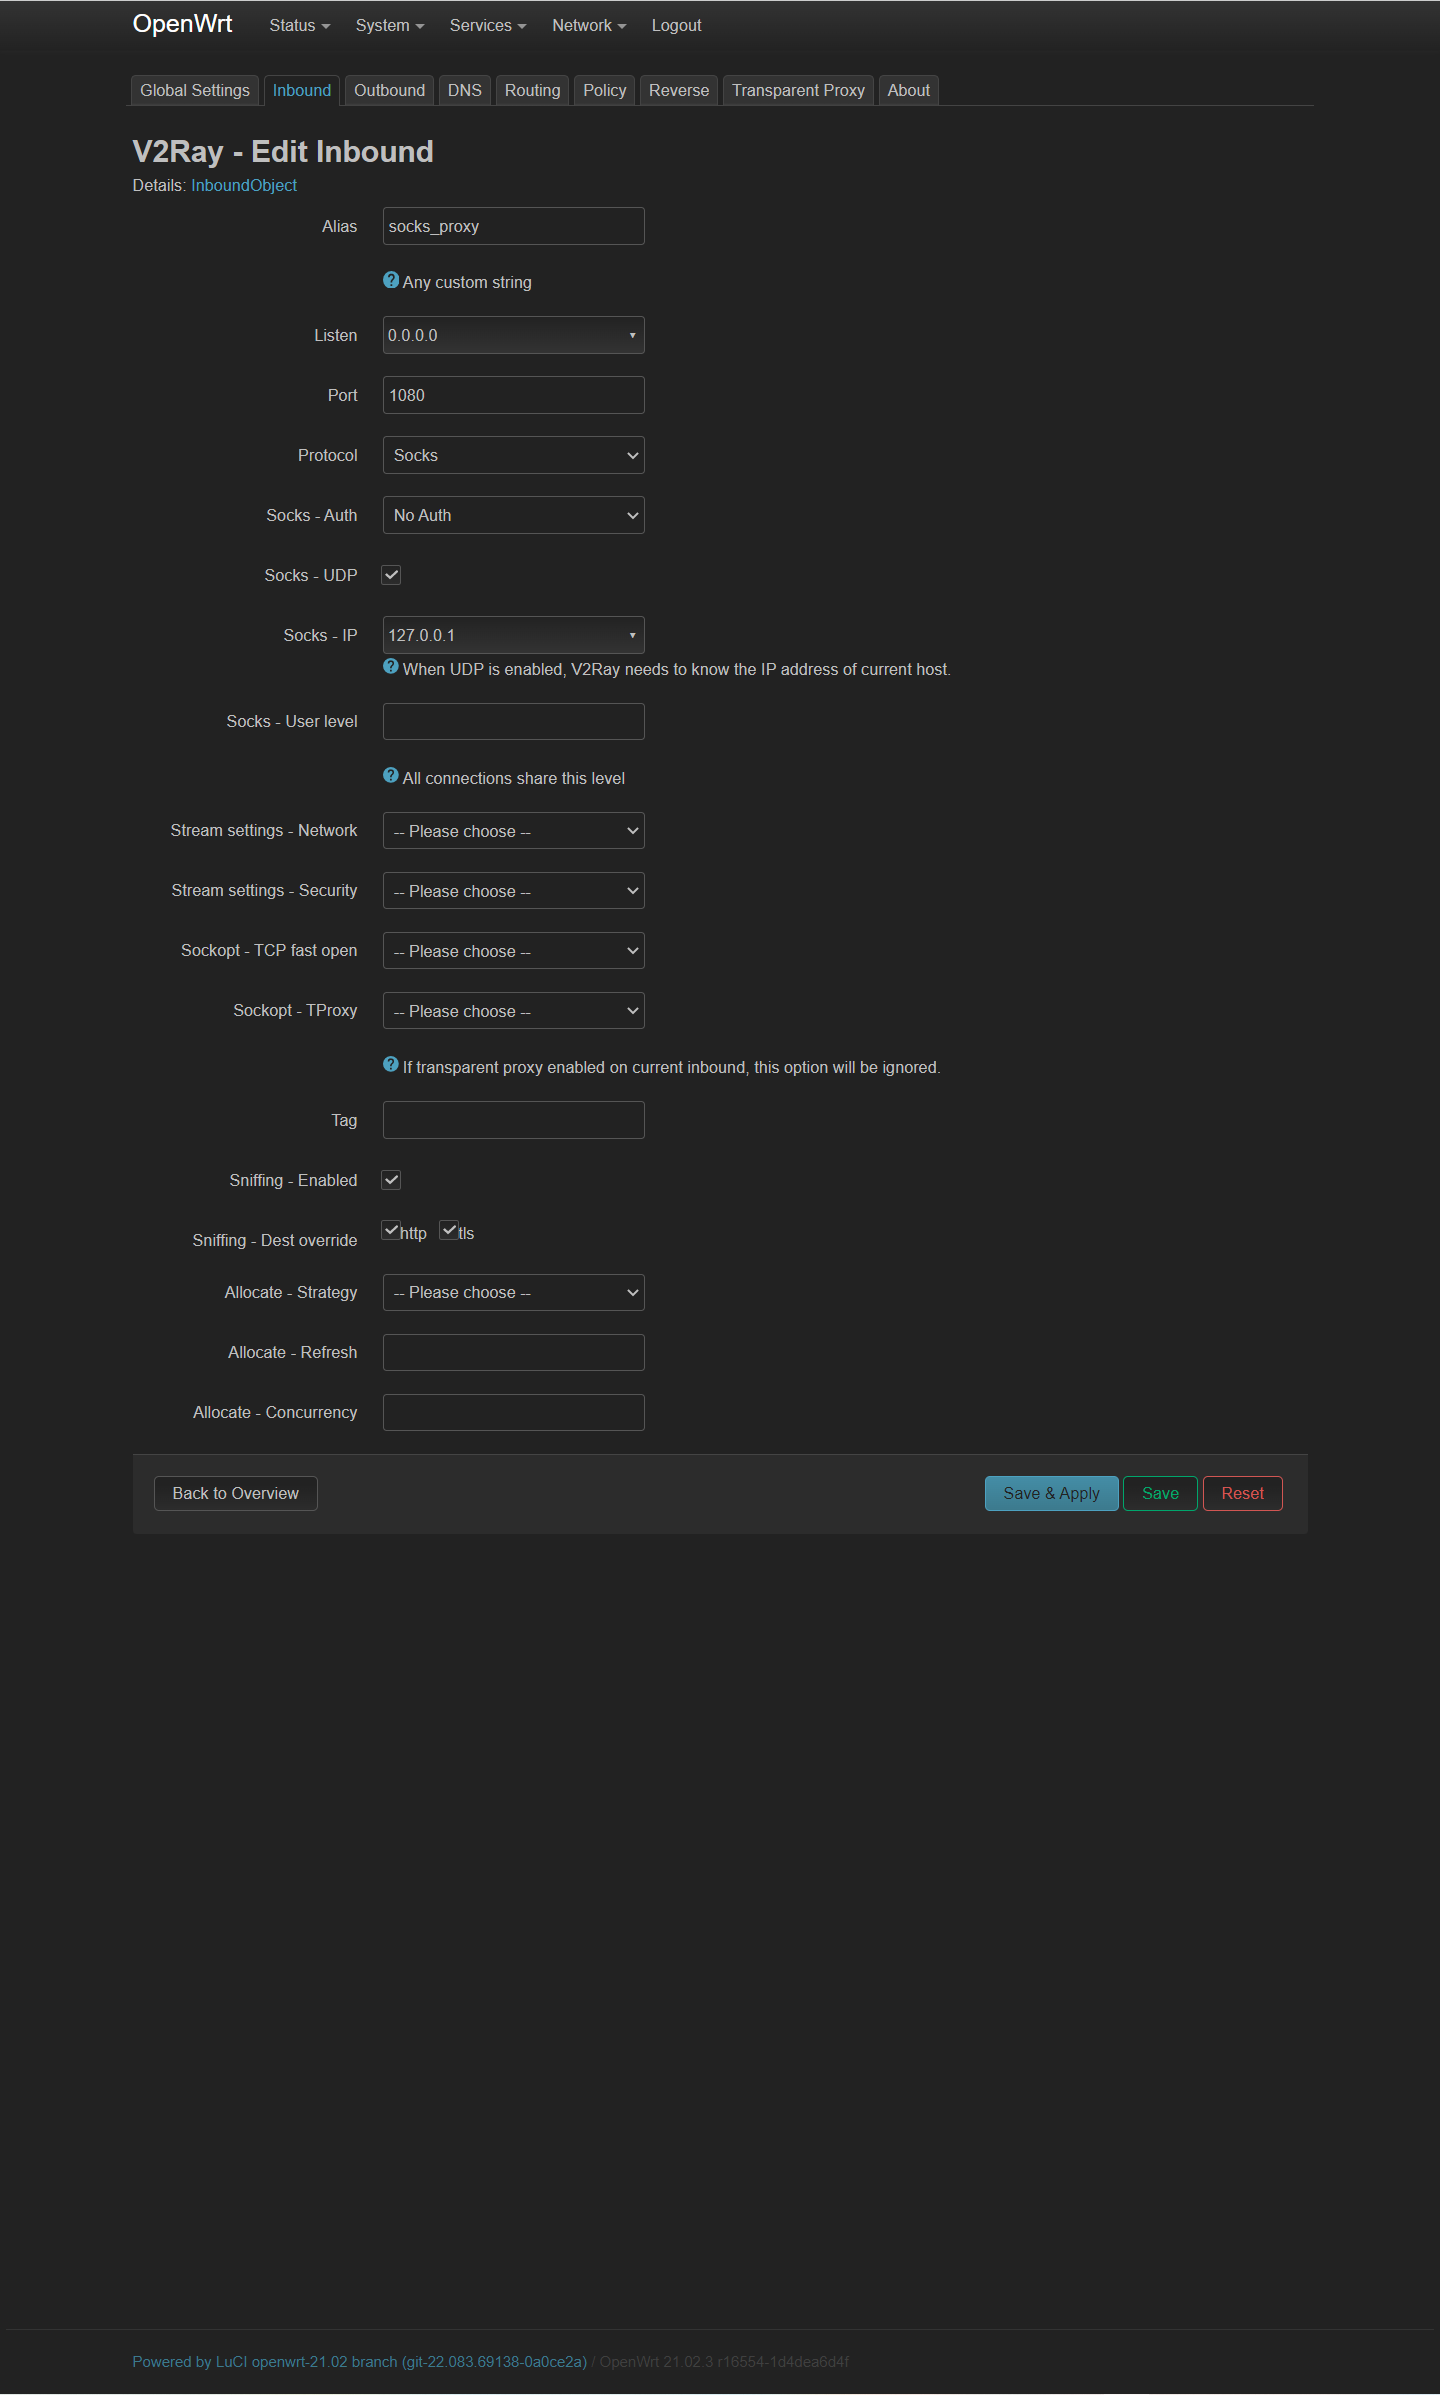 OpenWrt Status System Services Network Logout
Global Settings Inbound Outbound DNS Routing Policy Reverse Transparent Proxy About
V2Ray - Edit Inbound
Details: InboundObject
Alias socks_proxy
Any custom string
Listen 0.0.0.0
Port 1080
Protocol Socks
Socks - Auth No Auth
Socks - UDP
Socks - IP 127.0.0.1
When UDP is enabled, V2Ray needs to know the IP address of current host.
Socks - User level
All connections share this level
Stream settings - Network -- Please choose --
Stream settings - Security -- Please choose --
Sockopt - TCP fast open -- Please choose --
Sockopt - TProxy -- Please choose --
If transparent proxy enabled on current inbound, this option will be ignored.
Tag
Sniffing - Enabled
Sniffing - Dest override http tls
Allocate - Strategy -- Please choose --
Allocate - Refresh
Allocate - Concurrency
Back to Overview Save & Apply Save Reset
Powered by LuCI openwrt-21.02 branch (git-22.083.69138-0a0ce2a) / OpenWrt 21.02.3 r16554-1d4dea6d4f